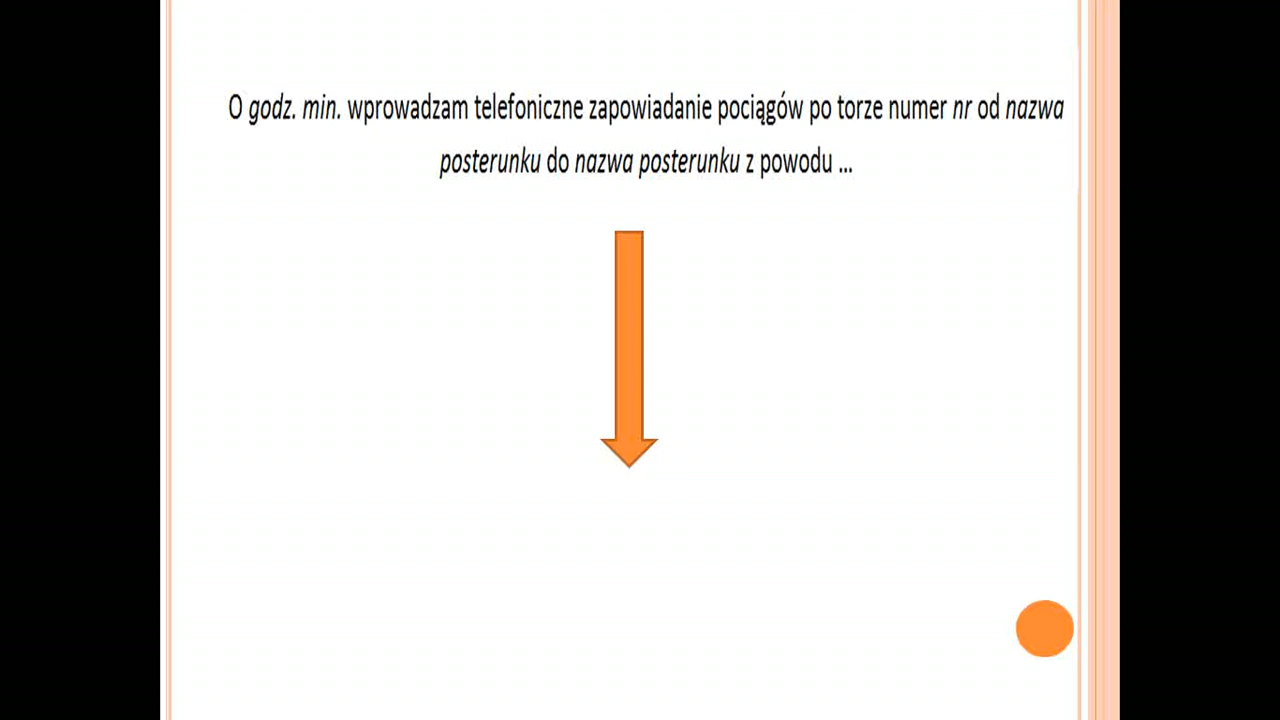 O godz. min. wprowadzam telefoniczne zapowiadanie pociągów po torze numer nr od nazwa
posterunku do nazwa posterunku z powodu ...